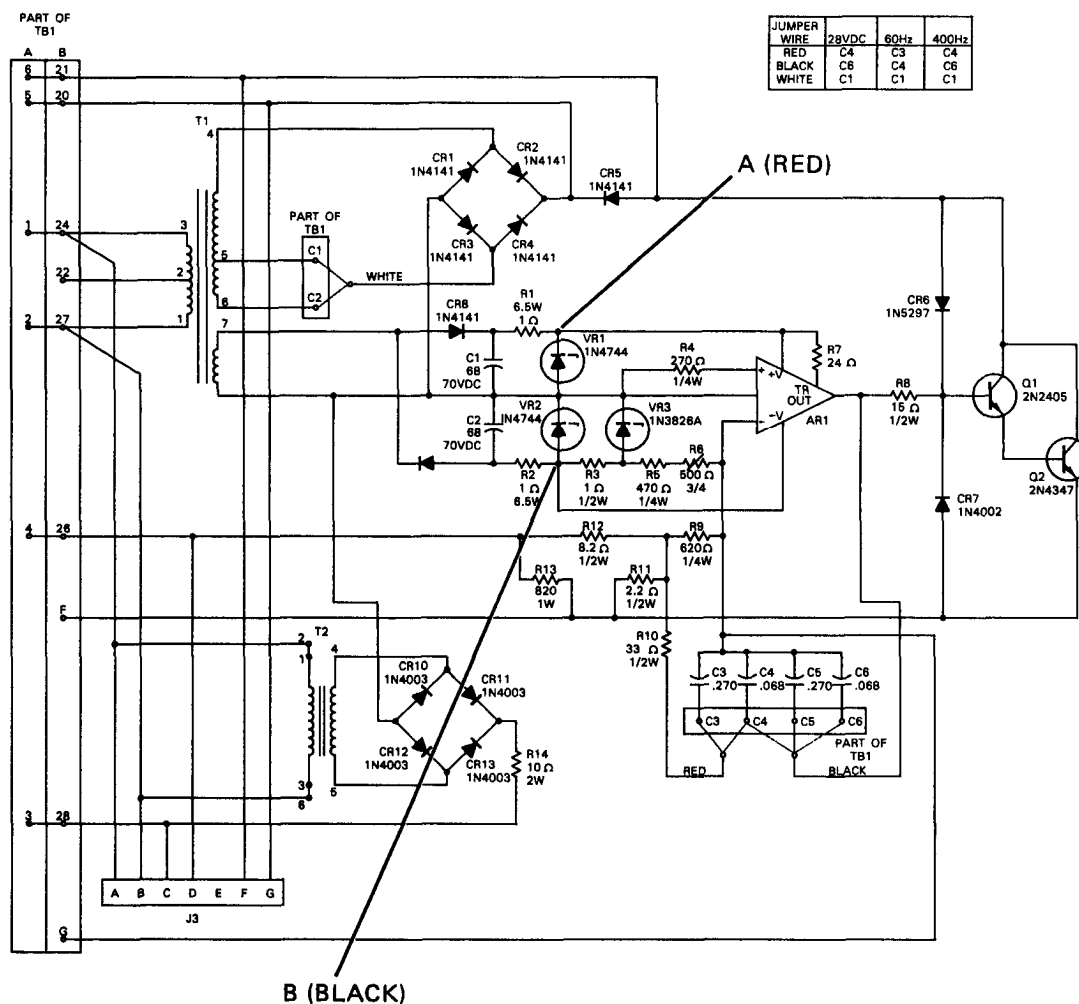 PART OF
TB1
A B
6 21
5 20
1 24
22
2 27
4 26
F
3 28
G
JUMPER
WIRE 28VDC 60Hz 400Hz
RED C4 C3 C4
BLACK C6 C4 C6
WHITE C1 C1 C1
A (RED)
T1
4
3
5
2
6
1
7
PART OF
TB1
C1
C2
WHITE
CR1
1N4141
CR2
1N4141
CR3
1N4141
CR4
1N4141
CR5
1N4141
CR8
1N4141
R1
6.5W
1 Ω
C1
68
70VDC
VR1
1N4744
C2
68
70VDC
VR2
1N4744
VR3
1N3826A
R4
270 Ω
1/4W
+
+V
TR
OUT
-
-V
AR1
R7
24 Ω
R8
15 Ω
1/2W
CR6
1N5297
Q1
2N2405
Q2
2N4347
CR7
1N4002
R2
1 Ω
6.5W
R3
1 Ω
1/2W
R5
470 Ω
1/4W
R6
500 Ω
3/4
R12
8.2 Ω
1/2W
R9
620 Ω
1/4W
R13
820
1W
R11
2.2 Ω
1/2W
R10
33 Ω
1/2W
T2
2
1
4
3
6
5
CR10
1N4003
CR11
1N4003
CR12
1N4003
CR13
1N4003
R14
10 Ω
2W
C3
.270
C4
.068
C5
.270
C6
.068
C3 C4 C5 C6
PART OF
TB1
RED
BLACK
A B C D E F G
J3
B (BLACK)